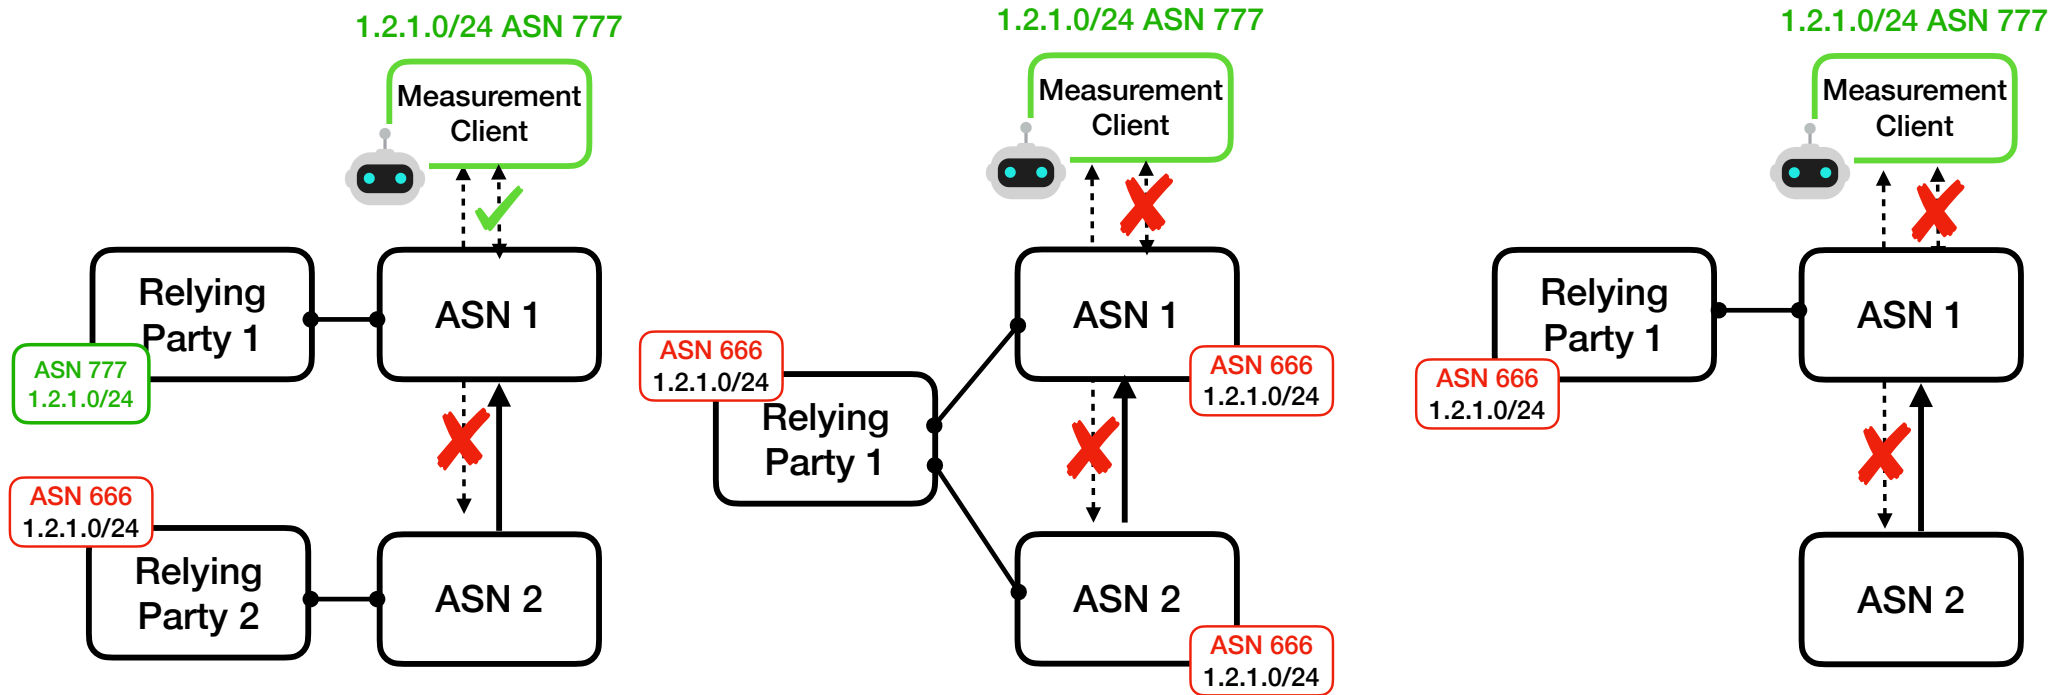 1.2.1.0/24 ASN 777
Measurement
Client
Relying
Party 1
ASN 777
1.2.1.0/24
ASN 1
ASN 666
1.2.1.0/24
Relying
Party 2
ASN 2
1.2.1.0/24 ASN 777
Measurement
Client
ASN 666
1.2.1.0/24
Relying
Party 1
ASN 1
ASN 666
1.2.1.0/24
ASN 2
ASN 666
1.2.1.0/24
1.2.1.0/24 ASN 777
Measurement
Client
Relying
Party 1
ASN 666
1.2.1.0/24
ASN 1
ASN 2